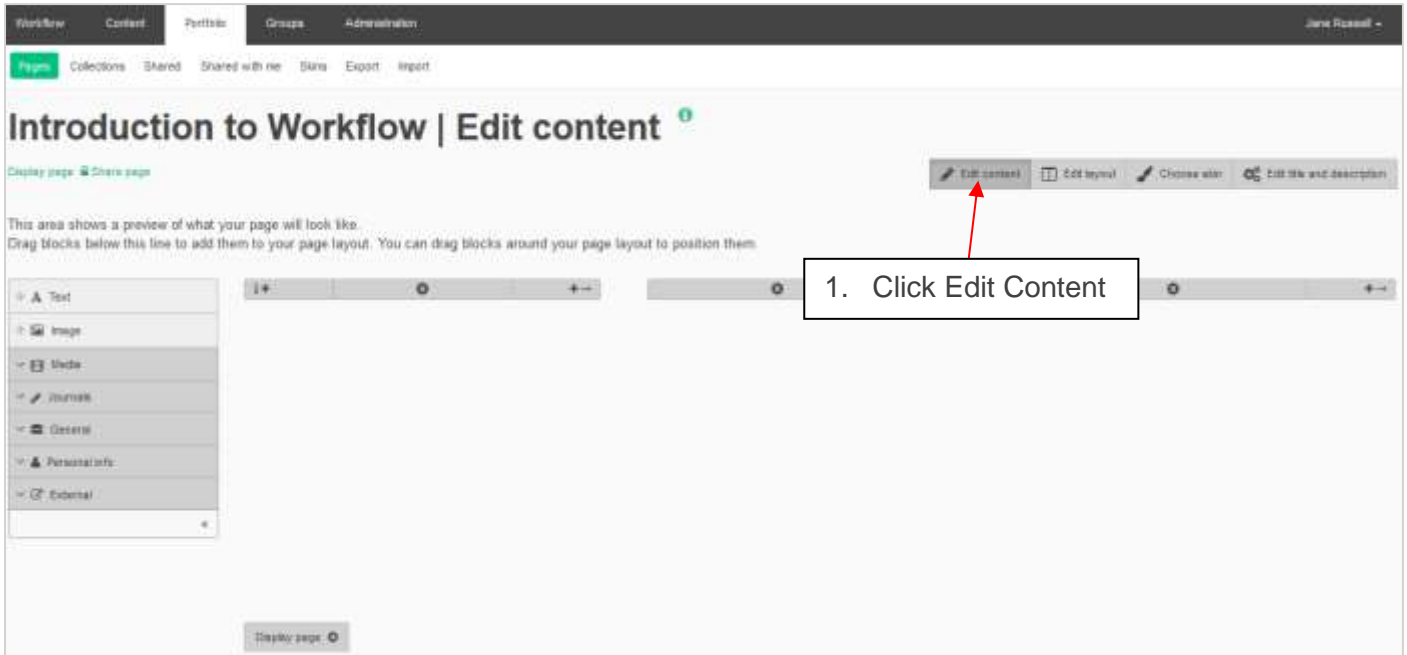 Workflow Content Portfolio Groups Administration Jane Russell
Pages Collections Shared Shared with me Skins Export Import
Introduction to Workflow | Edit content
Display page Share page
Edit content Edit layout Choose skin Edit title and description
This area shows a preview of what your page will look like.
Drag blocks below this line to add them to your page layout. You can drag blocks around your page layout to position them.
1. Click Edit Content
Text
Image
Media
Journals
General
Personal info
External
Display page